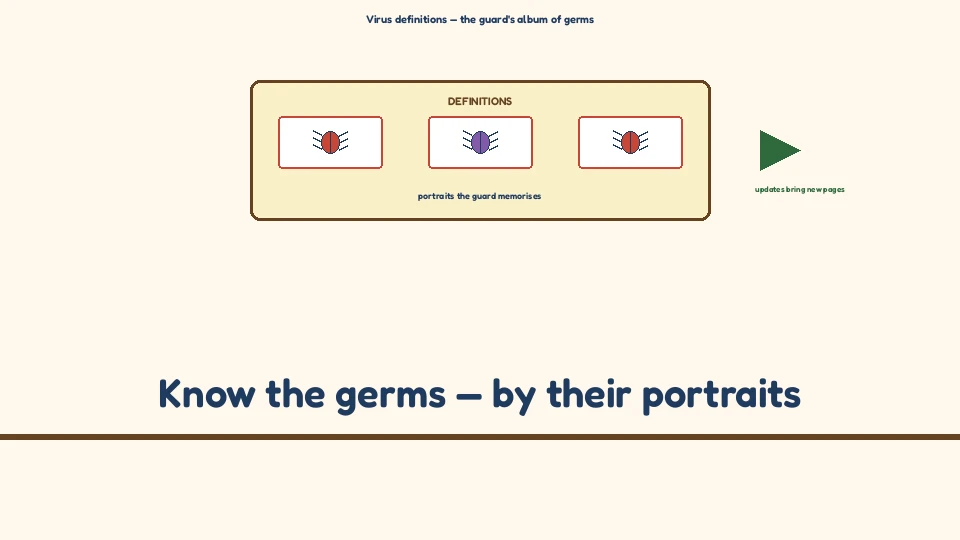 Virus definitions — the guard's album of germs
DEFINITIONS
portraits the guard memorises
updates bring new pages
Know the germs — by their portraits